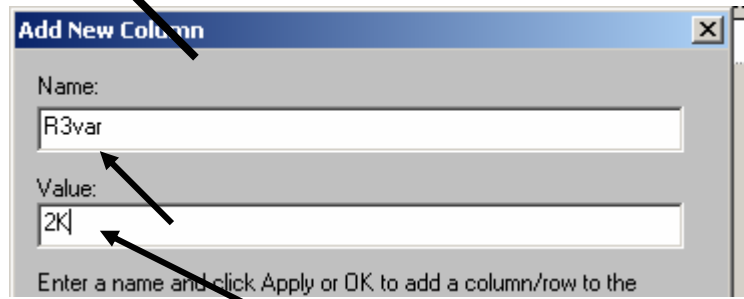 Add New Column
Name:
R3var
Value:
2K
Enter a name and click Apply or OK to add a column/row to the